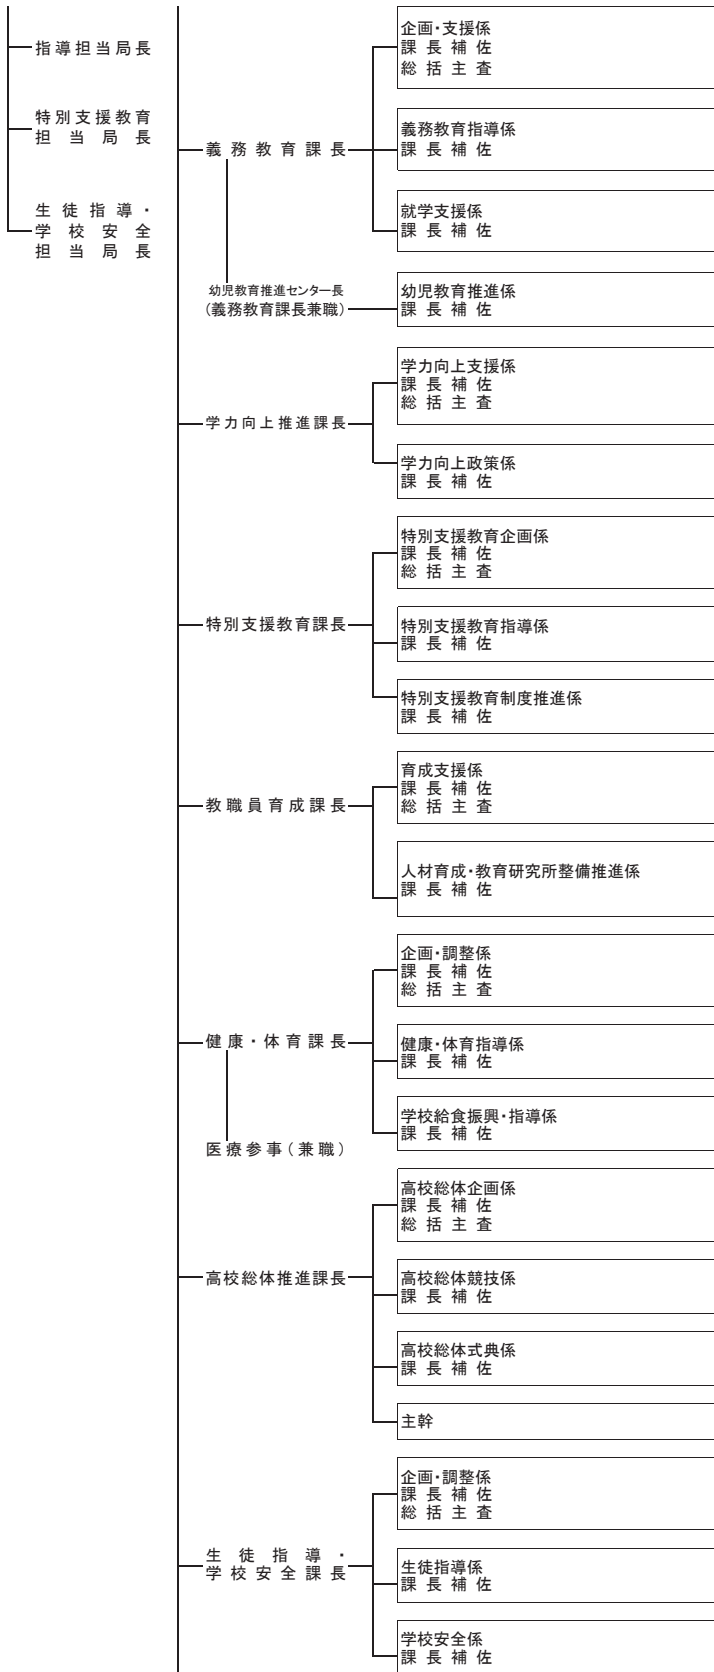 指導担当局長
特別支援教育
担当局長
生徒指導・
学校安全
担当局長
義務教育課長
企画・支援係
課長補佐
総括主査
義務教育指導係
課長補佐
就学支援係
課長補佐
幼児教育推進センター長
(義務教育課長兼職)
幼児教育推進係
課長補佐
学力向上推進課長
学力向上支援係
課長補佐
総括主査
学力向上政策係
課長補佐
特別支援教育課長
特別支援教育企画係
課長補佐
総括主査
特別支援教育指導係
課長補佐
特別支援教育制度推進係
課長補佐
教職員育成課長
育成支援係
課長補佐
総括主査
人材育成・教育研究所整備推進係
課長補佐
健康・体育課長
企画・調整係
課長補佐
総括主査
健康・体育指導係
課長補佐
学校給食振興・指導係
課長補佐
医療参事(兼職)
高校総体推進課長
高校総体企画係
課長補佐
総括主査
高校総体競技係
課長補佐
高校総体式典係
課長補佐
主幹
生徒指導・
学校安全課長
企画・調整係
課長補佐
総括主査
生徒指導係
課長補佐
学校安全係
課長補佐